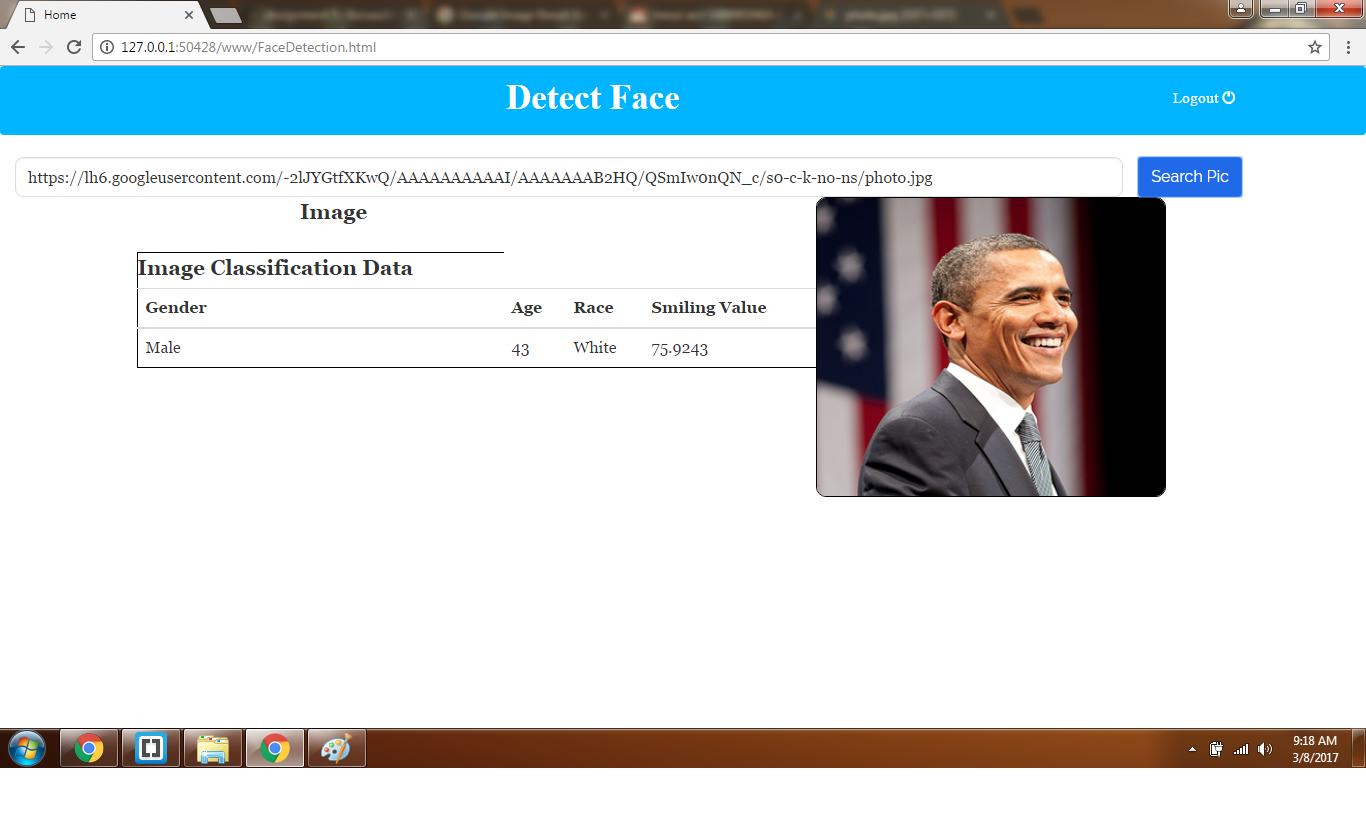 Home
127.0.0.1:50428/www/FaceDetection.html
Detect Face
Logout
https://lh6.googleusercontent.com/-2lJYGtfXKwQ/AAAAAAAAAAI/AAAAAAAB2HQ/QSmIw0nQN_c/s0-c-k-no-ns/photo.jpg
Search Pic
Image
Image Classification Data
Gender Age Race Smiling Value
Male 43 White 75.9243
9:18 AM
3/8/2017